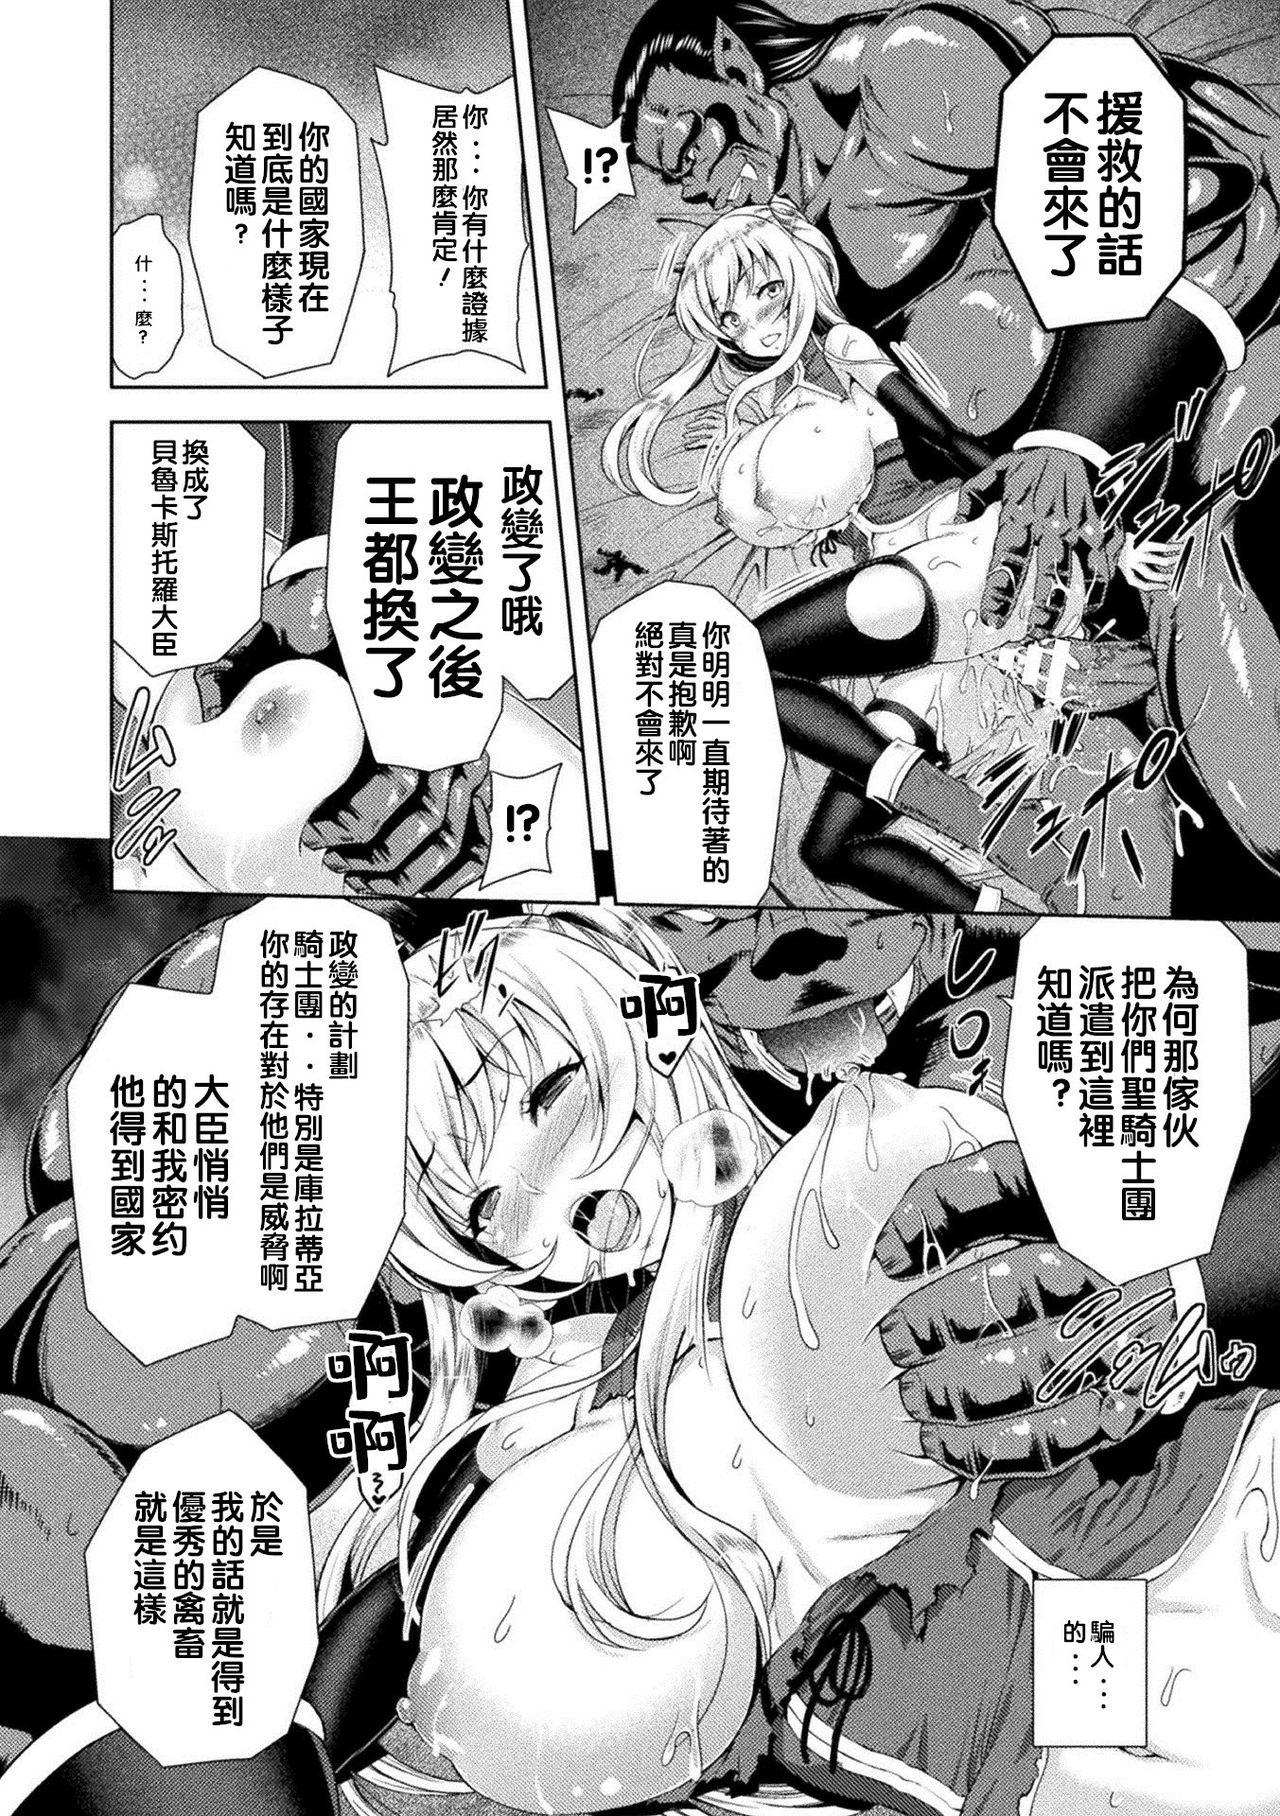 援救的話
不會來了
!?
你明明一直期待著的
真是抱歉啊
絕對不會來了
你...你有什麼證據
居然那麼肯定!
你的國家現在
到底是什麼樣子
知道嗎?
什...麼?
政變了哦
政變之後
王都換了
換成了
貝魯卡斯托羅大臣
!?
為何那傢伙
把你們聖騎士團
派遣到這裡
知道嗎?
啊
政變的計劃
騎士團..特別是庫拉蒂亞
你的存在對於他們是威脅啊
大臣悄悄
的和我密约
他得到國家
啊
啊
騙人...
的...
於是
我的話就是得到
優秀的禽畜
就是這樣